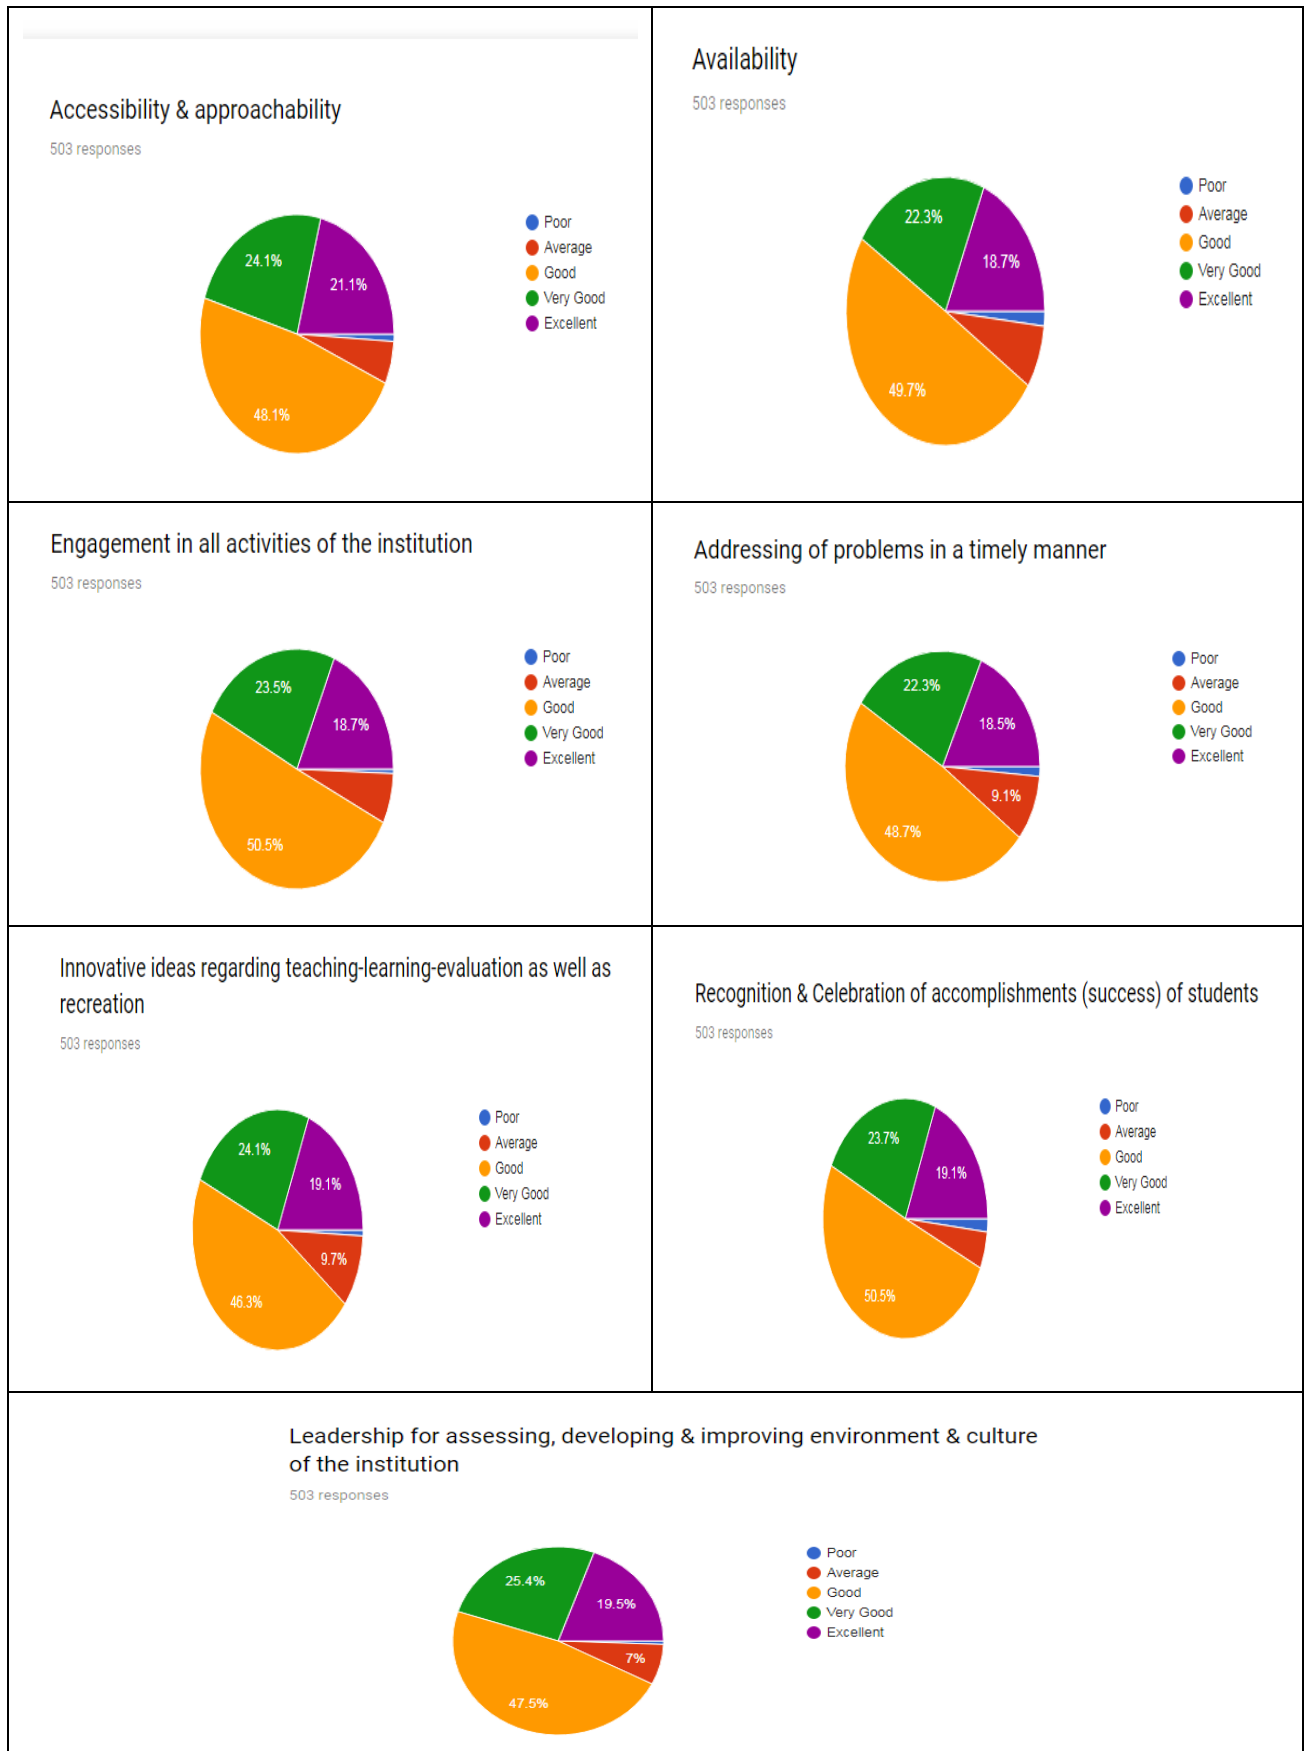 Accessibility & approachability
503 responses
24.1%
21.1%
48.1%
Poor
Average
Good
Very Good
Excellent
Availability
503 responses
22.3%
18.7%
49.7%
Poor
Average
Good
Very Good
Excellent
Engagement in all activities of the institution
503 responses
23.5%
18.7%
50.5%
Poor
Average
Good
Very Good
Excellent
Addressing of problems in a timely manner
503 responses
22.3%
18.5%
9.1%
48.7%
Poor
Average
Good
Very Good
Excellent
Innovative ideas regarding teaching-learning-evaluation as well as
recreation
503 responses
24.1%
19.1%
9.7%
46.3%
Poor
Average
Good
Very Good
Excellent
Recognition & Celebration of accomplishments (success) of students
503 responses
23.7%
19.1%
50.5%
Poor
Average
Good
Very Good
Excellent
Leadership for assessing, developing & improving environment & culture
of the institution
503 responses
25.4%
19.5%
7%
47.5%
Poor
Average
Good
Very Good
Excellent